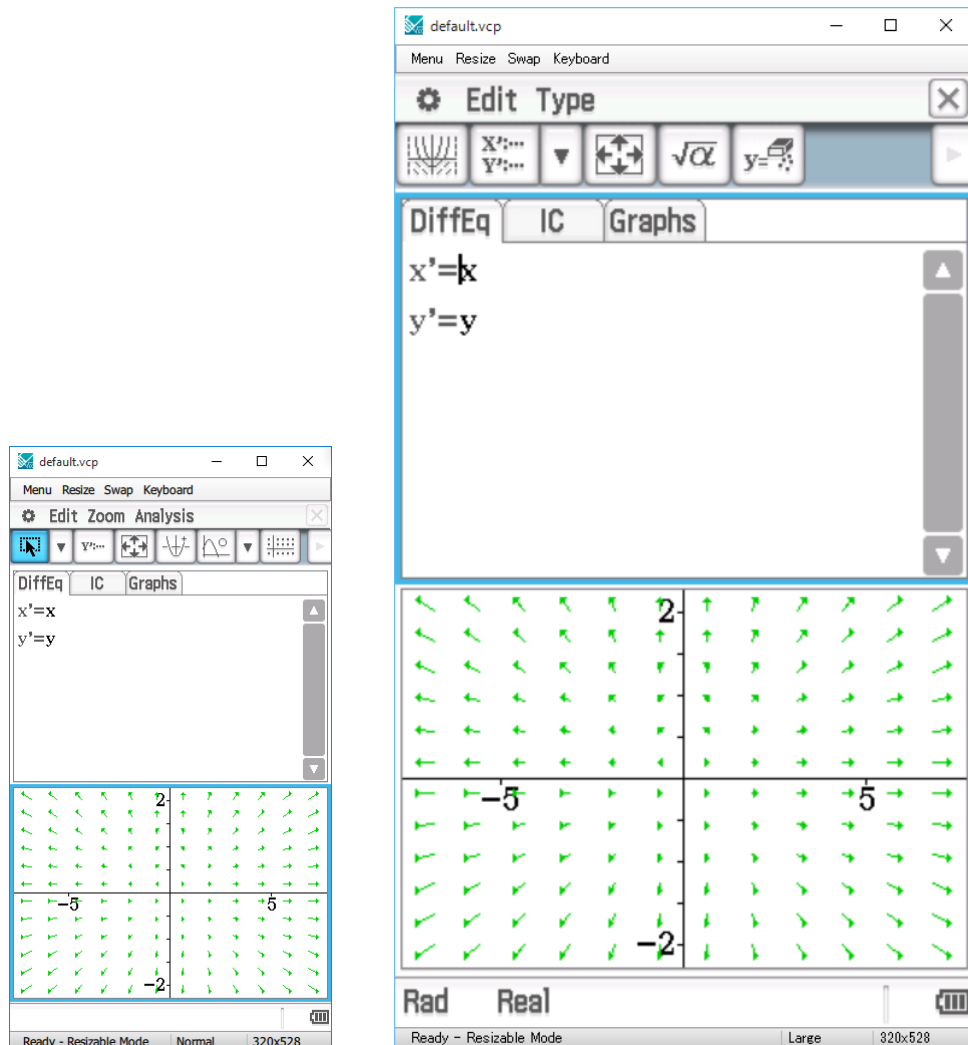 default.vcp
Menu Resize Swap Keyboard
Edit Zoom Analysis
Y':···
DiffEq IC Graphs
x'=x
y'=y
2
-5 5
-2
Ready - Resizable Mode Normal 320x528
default.vcp
Menu Resize Swap Keyboard
Edit Type
X':···
Y':···
√α
y=
DiffEq IC Graphs
x'=x
y'=y
2
-5 5
-2
Rad Real
Ready - Resizable Mode Large 320x528